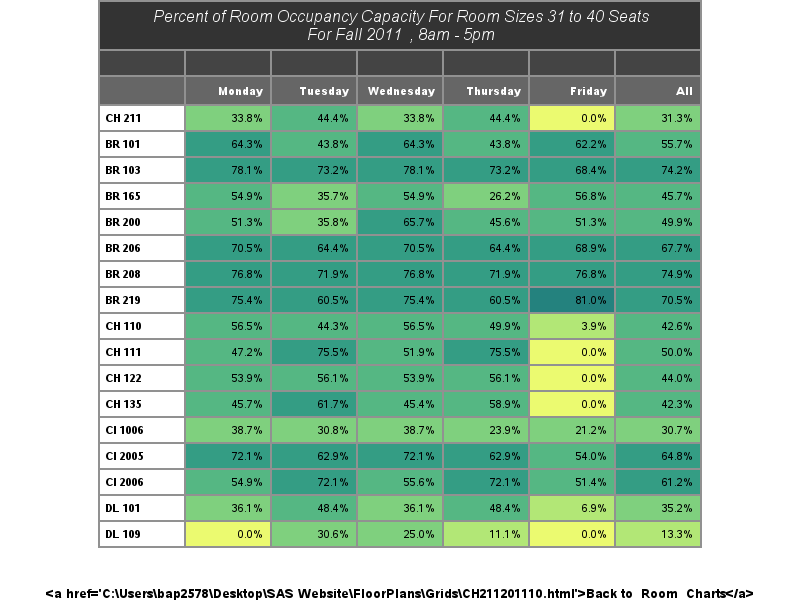 Percent of Room Occupancy Capacity For Room Sizes 31 to 40 Seats
For Fall 2011 , 8am - 5pm
Monday Tuesday Wednesday Thursday Friday All
CH 211 33.8% 44.4% 33.8% 44.4% 0.0% 31.3%
BR 101 64.3% 43.8% 64.3% 43.8% 62.2% 55.7%
BR 103 78.1% 73.2% 78.1% 73.2% 68.4% 74.2%
BR 165 54.9% 35.7% 54.9% 26.2% 56.8% 45.7%
BR 200 51.3% 35.8% 65.7% 45.6% 51.3% 49.9%
BR 206 70.5% 64.4% 70.5% 64.4% 68.9% 67.7%
BR 208 76.8% 71.9% 76.8% 71.9% 76.8% 74.9%
BR 219 75.4% 60.5% 75.4% 60.5% 81.0% 70.5%
CH 110 56.5% 44.3% 56.5% 49.9% 3.9% 42.6%
CH 111 47.2% 75.5% 51.9% 75.5% 0.0% 50.0%
CH 122 53.9% 56.1% 53.9% 56.1% 0.0% 44.0%
CH 135 45.7% 61.7% 45.4% 58.9% 0.0% 42.3%
CI 1006 38.7% 30.8% 38.7% 23.9% 21.2% 30.7%
CI 2005 72.1% 62.9% 72.1% 62.9% 54.0% 64.8%
CI 2006 54.9% 72.1% 55.6% 72.1% 51.4% 61.2%
DL 101 36.1% 48.4% 36.1% 48.4% 6.9% 35.2%
DL 109 0.0% 30.6% 25.0% 11.1% 0.0% 13.3%
<a href='C:\Users\bap2578\Desktop\SAS Website\FloorPlans\Grids\CH211201110.html'>Back to Room Charts</a>